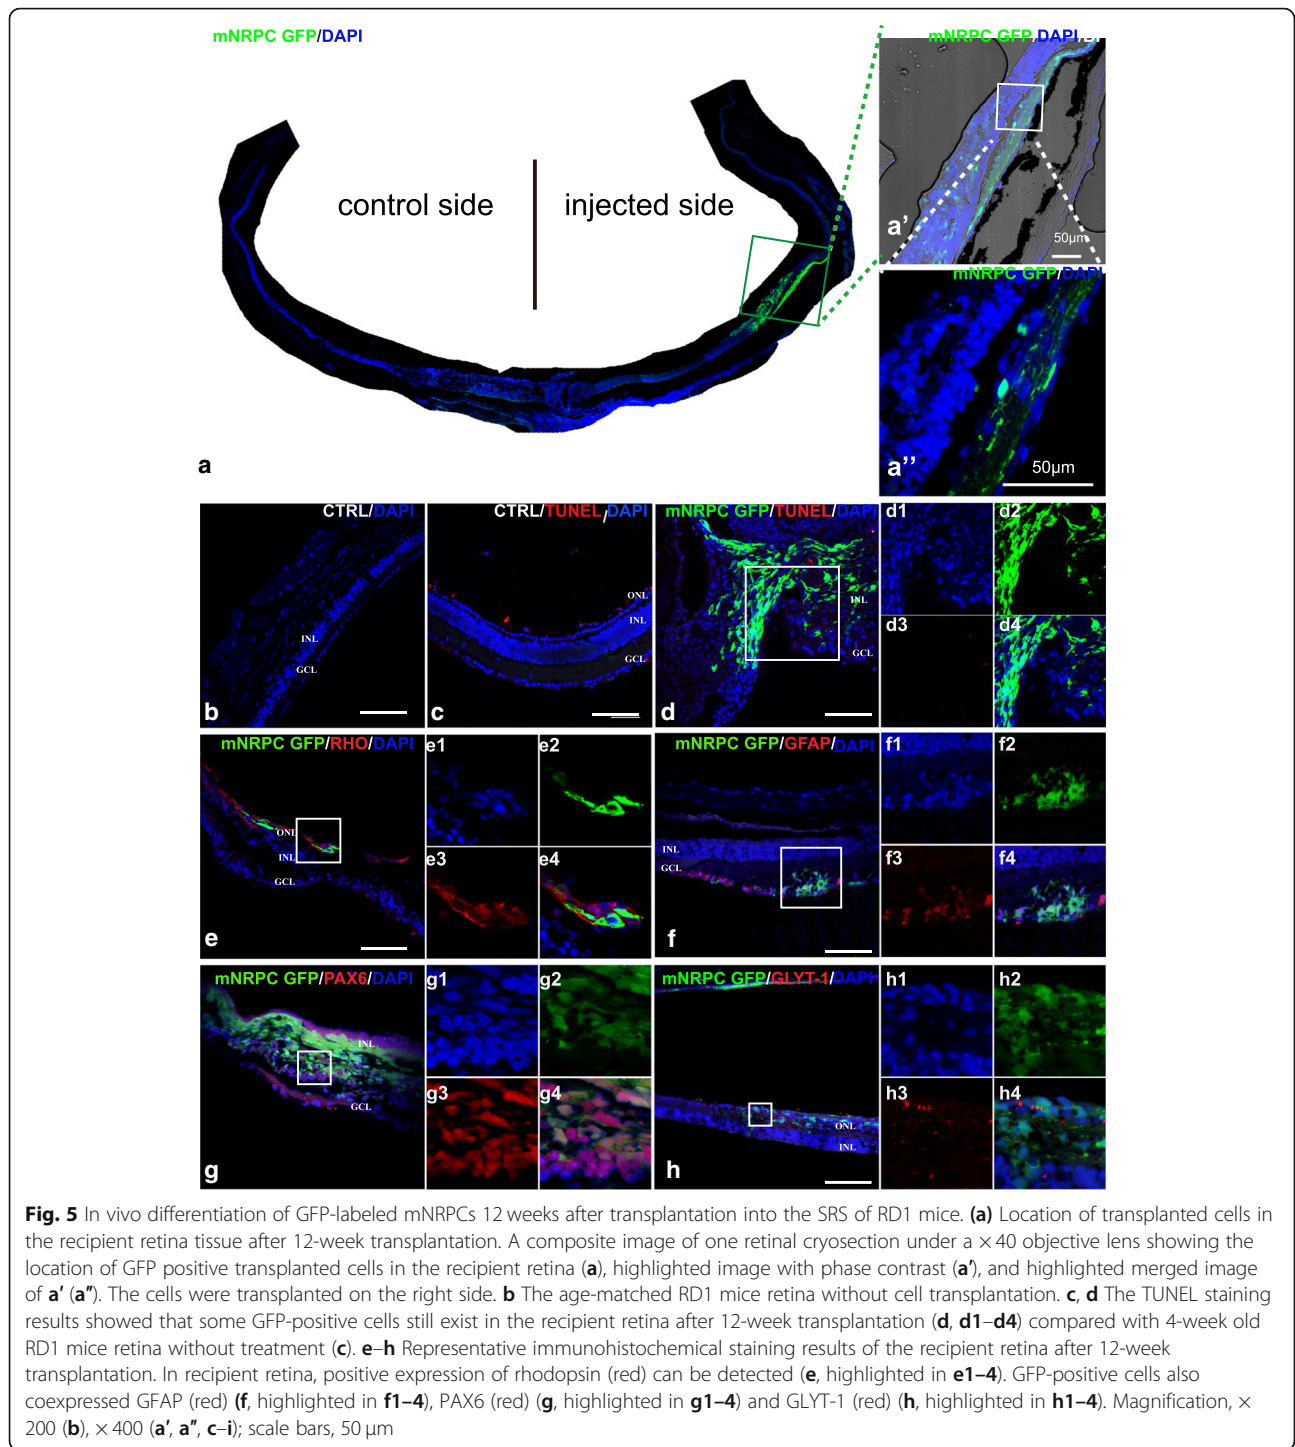 mNRPC GFP/DAPI
mNRPC GFP/DAPI/DI
control side
injected side
a'
50µm
mNRPC GFP/DAPI
a''
50µm
a
CTRL/DAPI
INL
GCL
b
CTRL/TUNEL/DAPI
ONL
INL
GCL
c
mNRPC GFP/TUNEL/DAPI
INL
GCL
d
d1
d2
d3
d4
mNRPC GFP/RHO/DAPI
ONL
INL
GCL
e
e1
e2
e3
e4
mNRPC GFP/GFAP/DAPI
INL
GCL
f
f1
f2
f3
f4
mNRPC GFP/PAX6/DAPI
INL
GCL
g
g1
g2
g3
g4
mNRPC GFP/GLYT-1/DAPI
ONL
INL
h
h1
h2
h3
h4
Fig. 5 In vivo differentiation of GFP-labeled mNRPCs 12 weeks after transplantation into the SRS of RD1 mice. (a) Location of transplanted cells in
the recipient retina tissue after 12-week transplantation. A composite image of one retinal cryosection under a × 40 objective lens showing the
location of GFP positive transplanted cells in the recipient retina (a), highlighted image with phase contrast (a′), and highlighted merged image
of a′ (a″). The cells were transplanted on the right side. b The age-matched RD1 mice retina without cell transplantation. c, d The TUNEL staining
results showed that some GFP-positive cells still exist in the recipient retina after 12-week transplantation (d, d1–d4) compared with 4-week old
RD1 mice retina without treatment (c). e–h Representative immunohistochemical staining results of the recipient retina after 12-week
transplantation. In recipient retina, positive expression of rhodopsin (red) can be detected (e, highlighted in e1–4). GFP-positive cells also
coexpressed GFAP (red) (f, highlighted in f1–4), PAX6 (red) (g, highlighted in g1–4) and GLYT-1 (red) (h, highlighted in h1–4). Magnification, ×
200 (b), × 400 (a′, a″, c–i); scale bars, 50 µm